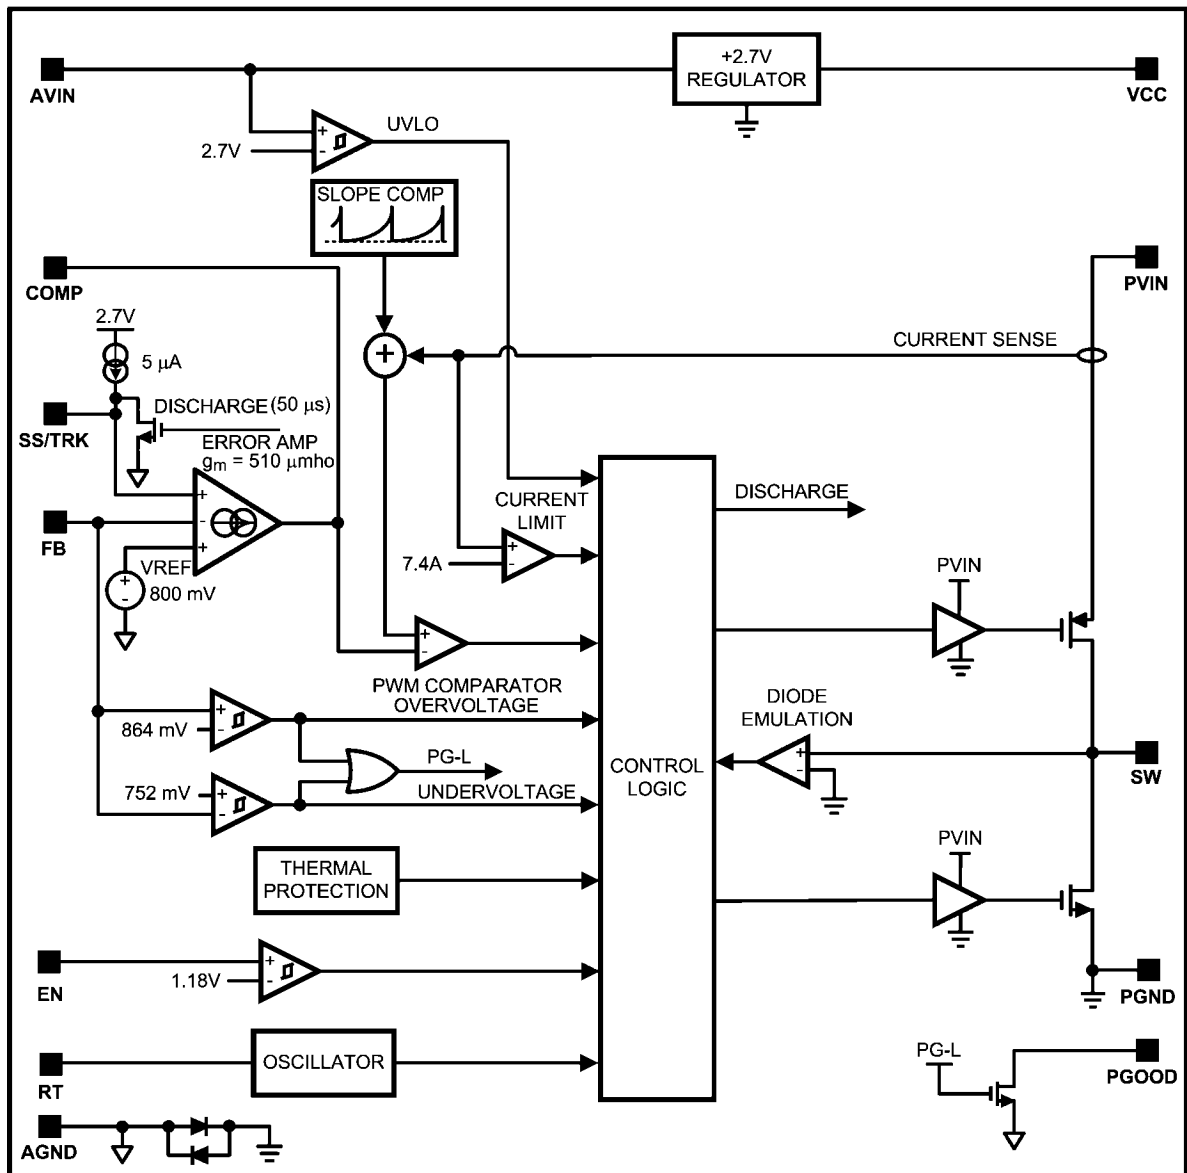 +2.7V
REGULATOR
AVIN
VCC
UVLO
+
-
2.7V
SLOPE COMP
COMP
PVIN
2.7V
5 μA
+
CURRENT SENSE
DISCHARGE (50 μs)
SS/TRK
ERROR AMP
gm = 510 μmho
+
-
+
FB
VREF
+
-
800 mV
CURRENT
LIMIT
7.4A
+
-
DISCHARGE
PVIN
+
-
PWM COMPARATOR
OVERVOLTAGE
864 mV
+
-
PG-L
752 mV
+
-
UNDERVOLTAGE
CONTROL
LOGIC
DIODE
EMULATION
+
-
SW
THERMAL
PROTECTION
PVIN
EN
1.18V
+
-
PGND
RT
OSCILLATOR
PG-L
PGOOD
AGND